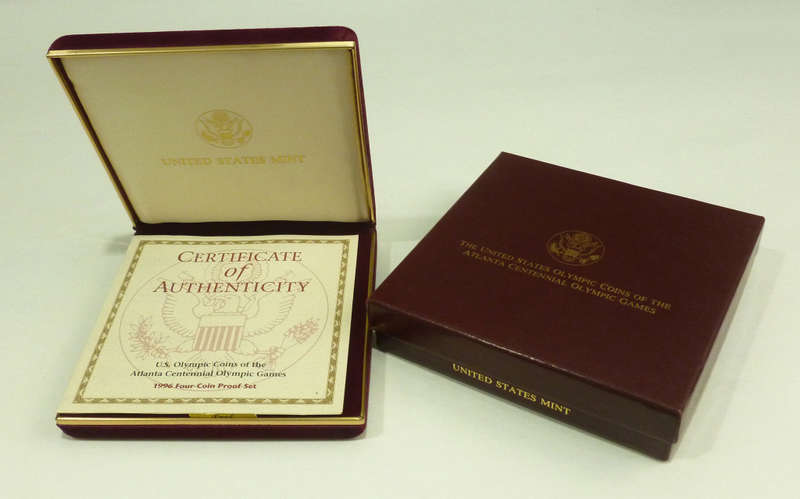 UNITED STATES MINT
CERTIFICATE
of
AUTHENTICITY
U.S. Olympic Coins of the
Atlanta Centennial Olympic Games
1996 Four-Coin Proof Set
THE UNITED STATES OLYMPIC COINS OF THE
ATLANTA CENTENNIAL OLYMPIC GAMES
UNITED STATES MINT